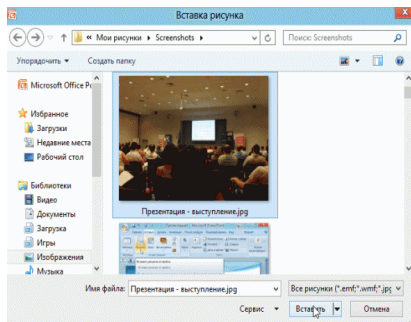 Вставка рисунка
« Мои рисунки ▸ Screenshots ▸
Поиск: Screenshots
Упорядочить ▾ Создать папку
Microsoft Office Po
Избранное
Загрузки
Недавние места
Рабочий стол
Библиотеки
Видео
Документы
Загрузка
Игры
Изображения
Музыка
Презентация - выступление.jpg
Имя файла: Презентация - выступление.jpg
Все рисунки (*.emf;*.wmf;*.jpg
Сервис ▾ Вставить Отмена